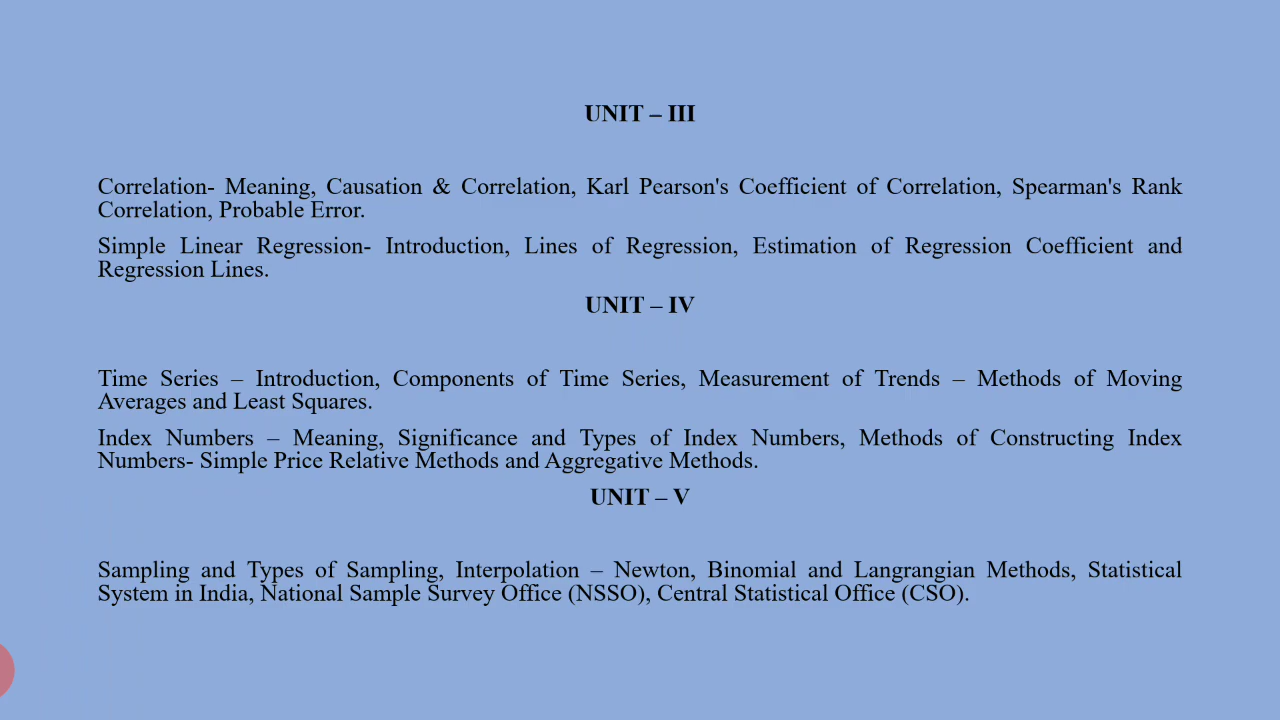 UNIT – III
Correlation- Meaning, Causation & Correlation, Karl Pearson's Coefficient of Correlation, Spearman's Rank
Correlation, Probable Error.
Simple Linear Regression- Introduction, Lines of Regression, Estimation of Regression Coefficient and
Regression Lines.
UNIT – IV
Time Series – Introduction, Components of Time Series, Measurement of Trends – Methods of Moving
Averages and Least Squares.
Index Numbers – Meaning, Significance and Types of Index Numbers, Methods of Constructing Index
Numbers- Simple Price Relative Methods and Aggregative Methods.
UNIT – V
Sampling and Types of Sampling, Interpolation – Newton, Binomial and Langrangian Methods, Statistical
System in India, National Sample Survey Office (NSSO), Central Statistical Office (CSO).